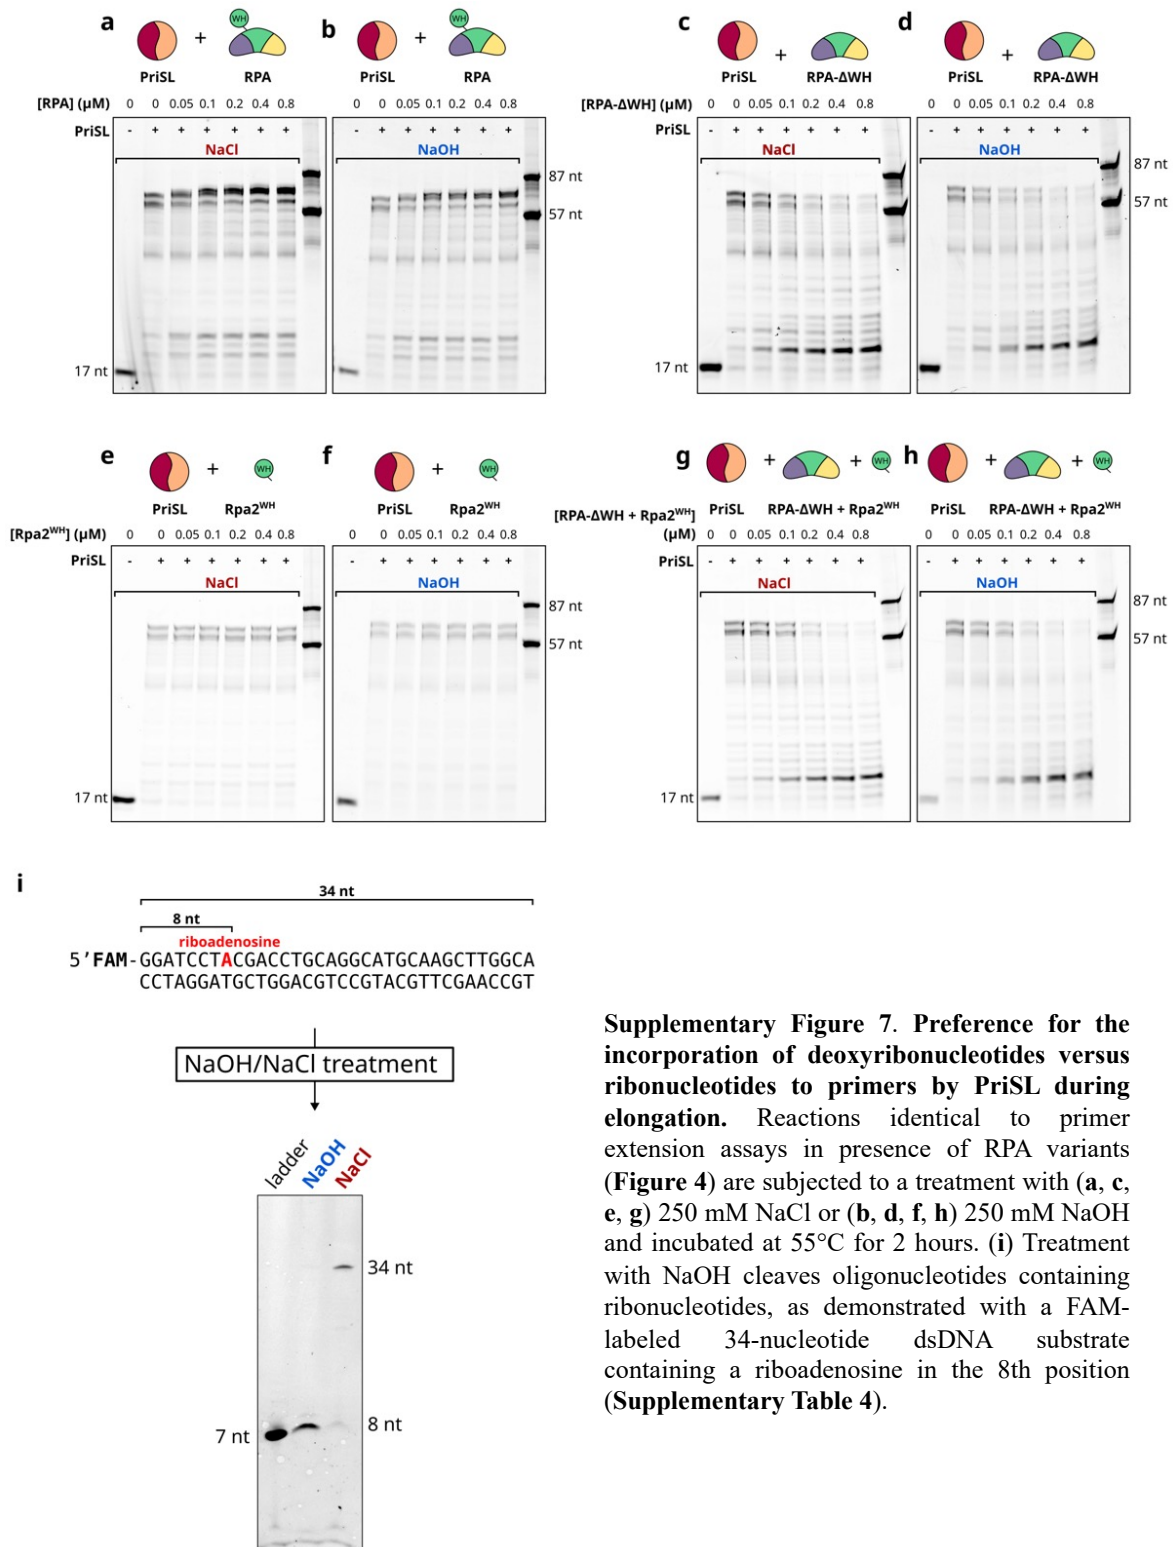 a
b
c
d
WH
WH
+
+
+
+
PriSL
RPA
PriSL
RPA
PriSL
RPA-ΔWH
PriSL
RPA-ΔWH
[RPA] (μM) 0 0 0.05 0.1 0.2 0.4 0.8
0 0 0.05 0.1 0.2 0.4 0.8
[RPA-ΔWH] (μM) 0 0 0.05 0.1 0.2 0.4 0.8
0 0 0.05 0.1 0.2 0.4 0.8
PriSL - + + + + + +
- + + + + + +
PriSL - + + + + + +
- + + + + + +
NaCl
NaOH
NaCl
NaOH
87 nt
57 nt
87 nt
57 nt
17 nt
17 nt
e
f
g
h
+ WH
+ WH
+ + WH
+ + WH
PriSL
Rpa2WH
PriSL
Rpa2WH
PriSL
RPA-ΔWH + Rpa2WH
PriSL
RPA-ΔWH + Rpa2WH
[Rpa2WH] (μM) 0 0 0.05 0.1 0.2 0.4 0.8
0 0 0.05 0.1 0.2 0.4 0.8
[RPA-ΔWH + Rpa2WH]
(μM) 0 0 0.05 0.1 0.2 0.4 0.8
0 0 0.05 0.1 0.2 0.4 0.8
PriSL - + + + + + +
- + + + + + +
PriSL - + + + + + +
- + + + + + +
NaCl
NaOH
NaCl
NaOH
87 nt
57 nt
87 nt
57 nt
17 nt
17 nt
i
34 nt
8 nt
riboadenosine
5'FAM-GGATCCTACGACCTGCAGGCATGCAAGCTTGGCA
CCTAGGATGCTGGACGTCCGTACGTTCGAACCGT
NaOH/NaCl treatment
ladder
NaOH
NaCl
34 nt
8 nt
7 nt
Supplementary Figure 7. Preference for the
incorporation of deoxyribonucleotides versus
ribonucleotides to primers by PriSL during
elongation. Reactions identical to primer
extension assays in presence of RPA variants
(Figure 4) are subjected to a treatment with (a, c,
e, g) 250 mM NaCl or (b, d, f, h) 250 mM NaOH
and incubated at 55°C for 2 hours. (i) Treatment
with NaOH cleaves oligonucleotides containing
ribonucleotides, as demonstrated with a FAM-
labeled 34-nucleotide dsDNA substrate
containing a riboadenosine in the 8th position
(Supplementary Table 4).